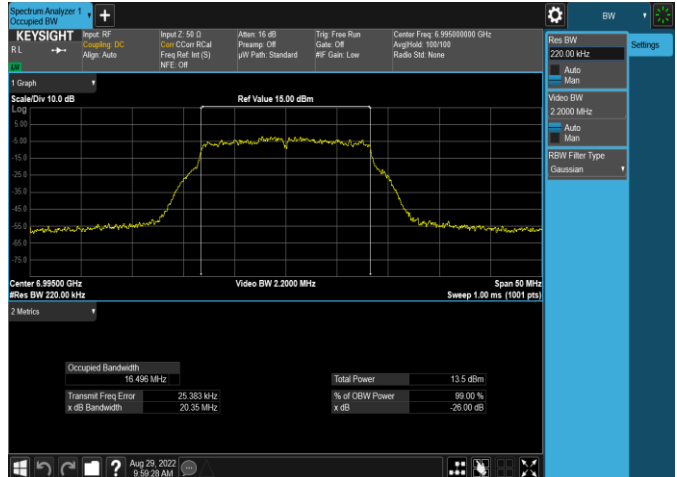 Spectrum Analyzer 1
Occupied BW
+
KEYSIGHT
R L
Input: RF
Coupling: DC
Align: Auto
Input Z: 50 Ω
Corr CCorr RCal
Freq Ref: Int (S)
NFE: Off
Atten: 16 dB
Preamp: Off
µW Path: Standard
Trig: Free Run
Gate: Off
#IF Gain: Low
Center Freq: 6.995000000 GHz
Avg|Hold: 100/100
Radio Std: None
1 Graph
Scale/Div 10.0 dB
Ref Value 15.00 dBm
Log
5.00
-5.00
-15.0
-25.0
-35.0
-45.0
-55.0
-65.0
-75.0
Center 6.99500 GHz
Video BW 2.2000 MHz
Span 50 MHz
#Res BW 220.00 kHz
Sweep 1.00 ms (1001 pts)
2 Metrics
Occupied Bandwidth
16.496 MHz
Transmit Freq Error 25.383 kHz
x dB Bandwidth 20.35 MHz
Total Power 13.5 dBm
% of OBW Power 99.00 %
x dB -26.00 dB
Aug 29, 2022
9:59:28 AM
BW
Settings
Res BW
220.00 kHz
Auto
Man
Video BW
2.2000 MHz
Auto
Man
RBW Filter Type
Gaussian